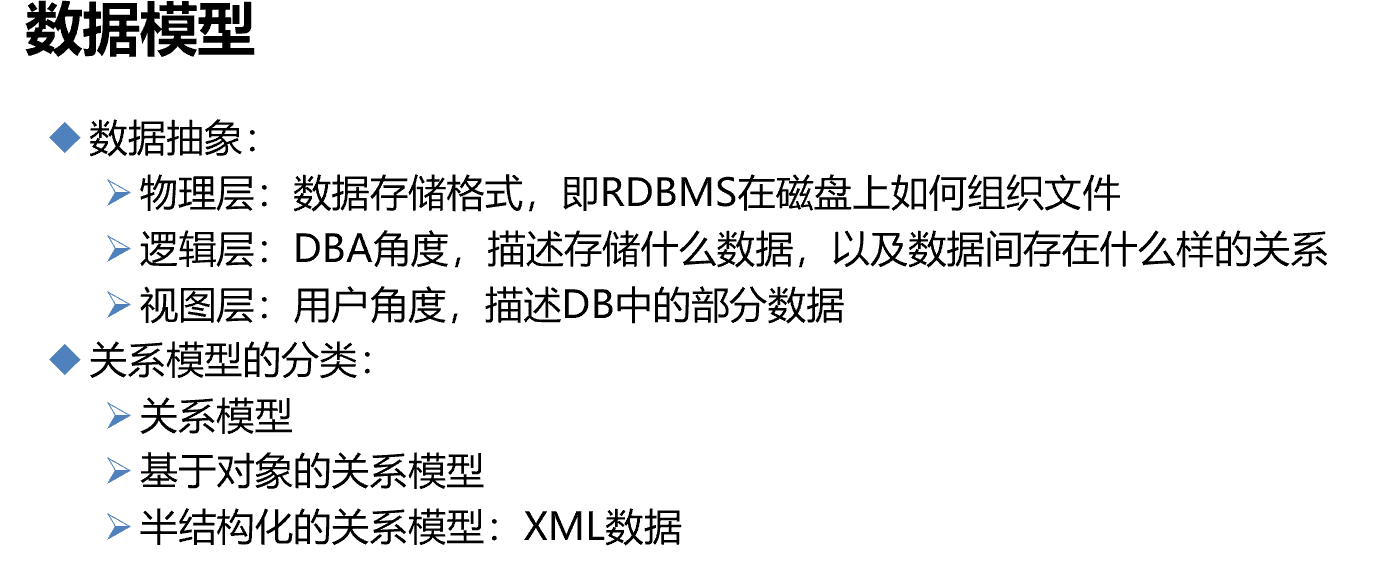 数据模型
数据抽象：
物理层：数据存储格式，即RDBMS在磁盘上如何组织文件
逻辑层：DBA角度，描述存储什么数据，以及数据间存在什么样的关系
视图层：用户角度，描述DB中的部分数据
关系模型的分类：
关系模型
基于对象的关系模型
半结构化的关系模型：XML数据